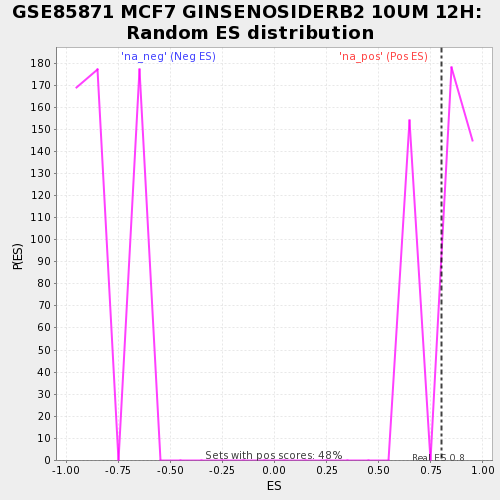 GSE85871 MCF7 GINSENOSIDERB2 10UM 12H:
Random ES distribution
'na_neg' (Neg ES)
'na_pos' (Pos ES)
180
170
160
150
140
130
120
110
100
90
80
70
60
50
40
30
20
10
0
P(ES)
Sets with pos scores: 48%
Real ES 0.8
-1.00 -0.75 -0.50 -0.25 0.00 0.25 0.50 0.75 1.00
ES